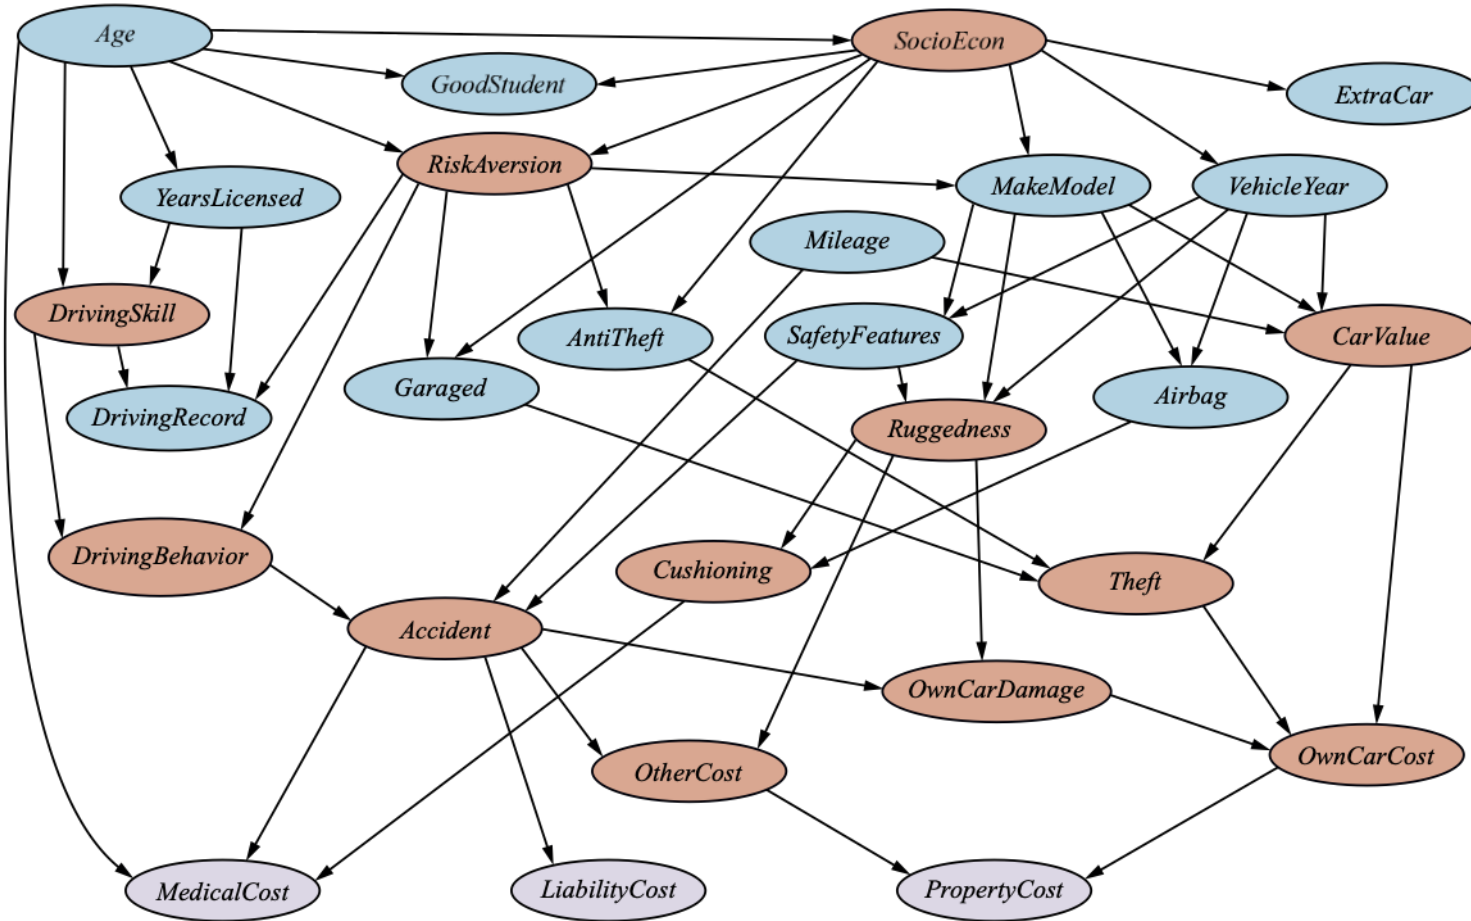 Age
SocioEcon
GoodStudent
ExtraCar
RiskAversion
YearsLicensed
MakeModel
VehicleYear
Mileage
DrivingSkill
AntiTheft
SafetyFeatures
CarValue
Garaged
Airbag
DrivingRecord
Ruggedness
DrivingBehavior
Cushioning
Theft
Accident
OwnCarDamage
OtherCost
OwnCarCost
MedicalCost
LiabilityCost
PropertyCost